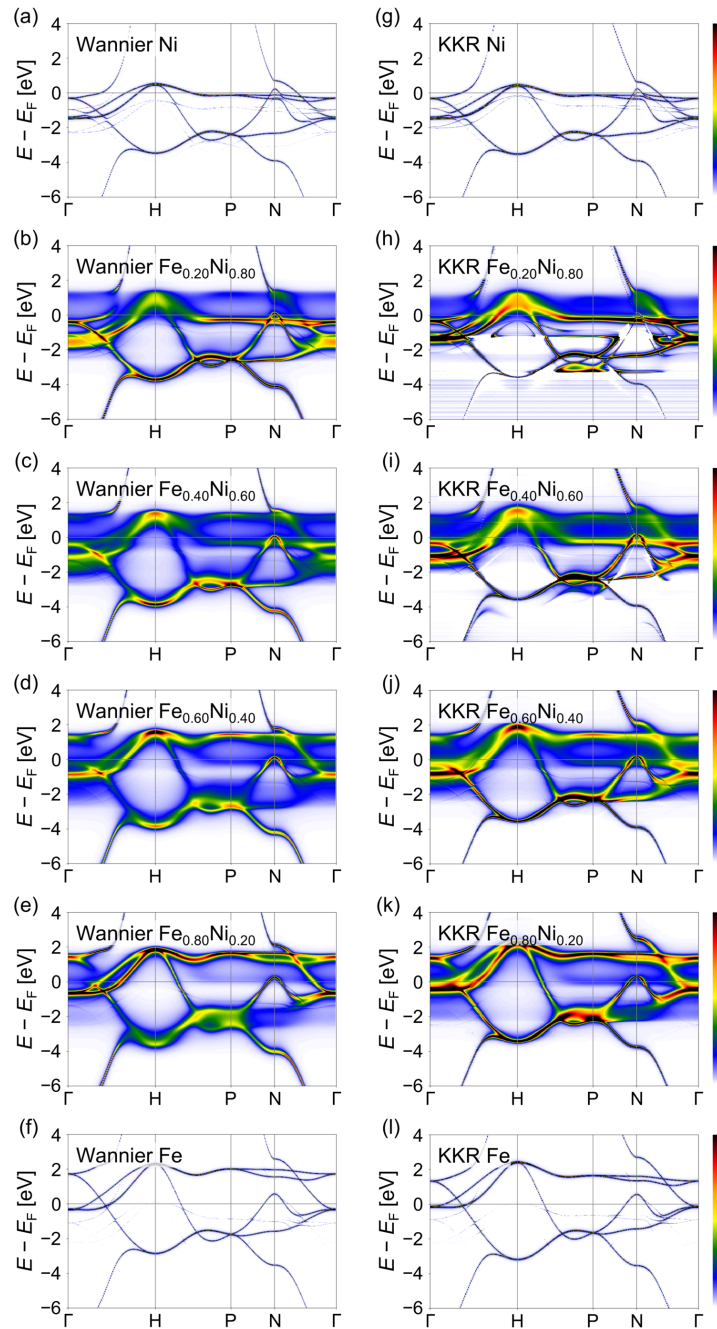 (a)
Wannier Ni
E − E_F [eV]
4
2
0
−2
−4
−6
Γ H P N Γ
(g)
KKR Ni
E − E_F [eV]
4
2
0
−2
−4
−6
Γ H P N Γ
(b)
Wannier Fe0.20Ni0.80
E − E_F [eV]
4
2
0
−2
−4
−6
Γ H P N Γ
(h)
KKR Fe0.20Ni0.80
E − E_F [eV]
4
2
0
−2
−4
−6
Γ H P N Γ
(c)
Wannier Fe0.40Ni0.60
E − E_F [eV]
4
2
0
−2
−4
−6
Γ H P N Γ
(i)
KKR Fe0.40Ni0.60
E − E_F [eV]
4
2
0
−2
−4
−6
Γ H P N Γ
(d)
Wannier Fe0.60Ni0.40
E − E_F [eV]
4
2
0
−2
−4
−6
Γ H P N Γ
(j)
KKR Fe0.60Ni0.40
E − E_F [eV]
4
2
0
−2
−4
−6
Γ H P N Γ
(e)
Wannier Fe0.80Ni0.20
E − E_F [eV]
4
2
0
−2
−4
−6
Γ H P N Γ
(k)
KKR Fe0.80Ni0.20
E − E_F [eV]
4
2
0
−2
−4
−6
Γ H P N Γ
(f)
Wannier Fe
E − E_F [eV]
4
2
0
−2
−4
−6
Γ H P N Γ
(l)
KKR Fe
E − E_F [eV]
4
2
0
−2
−4
−6
Γ H P N Γ